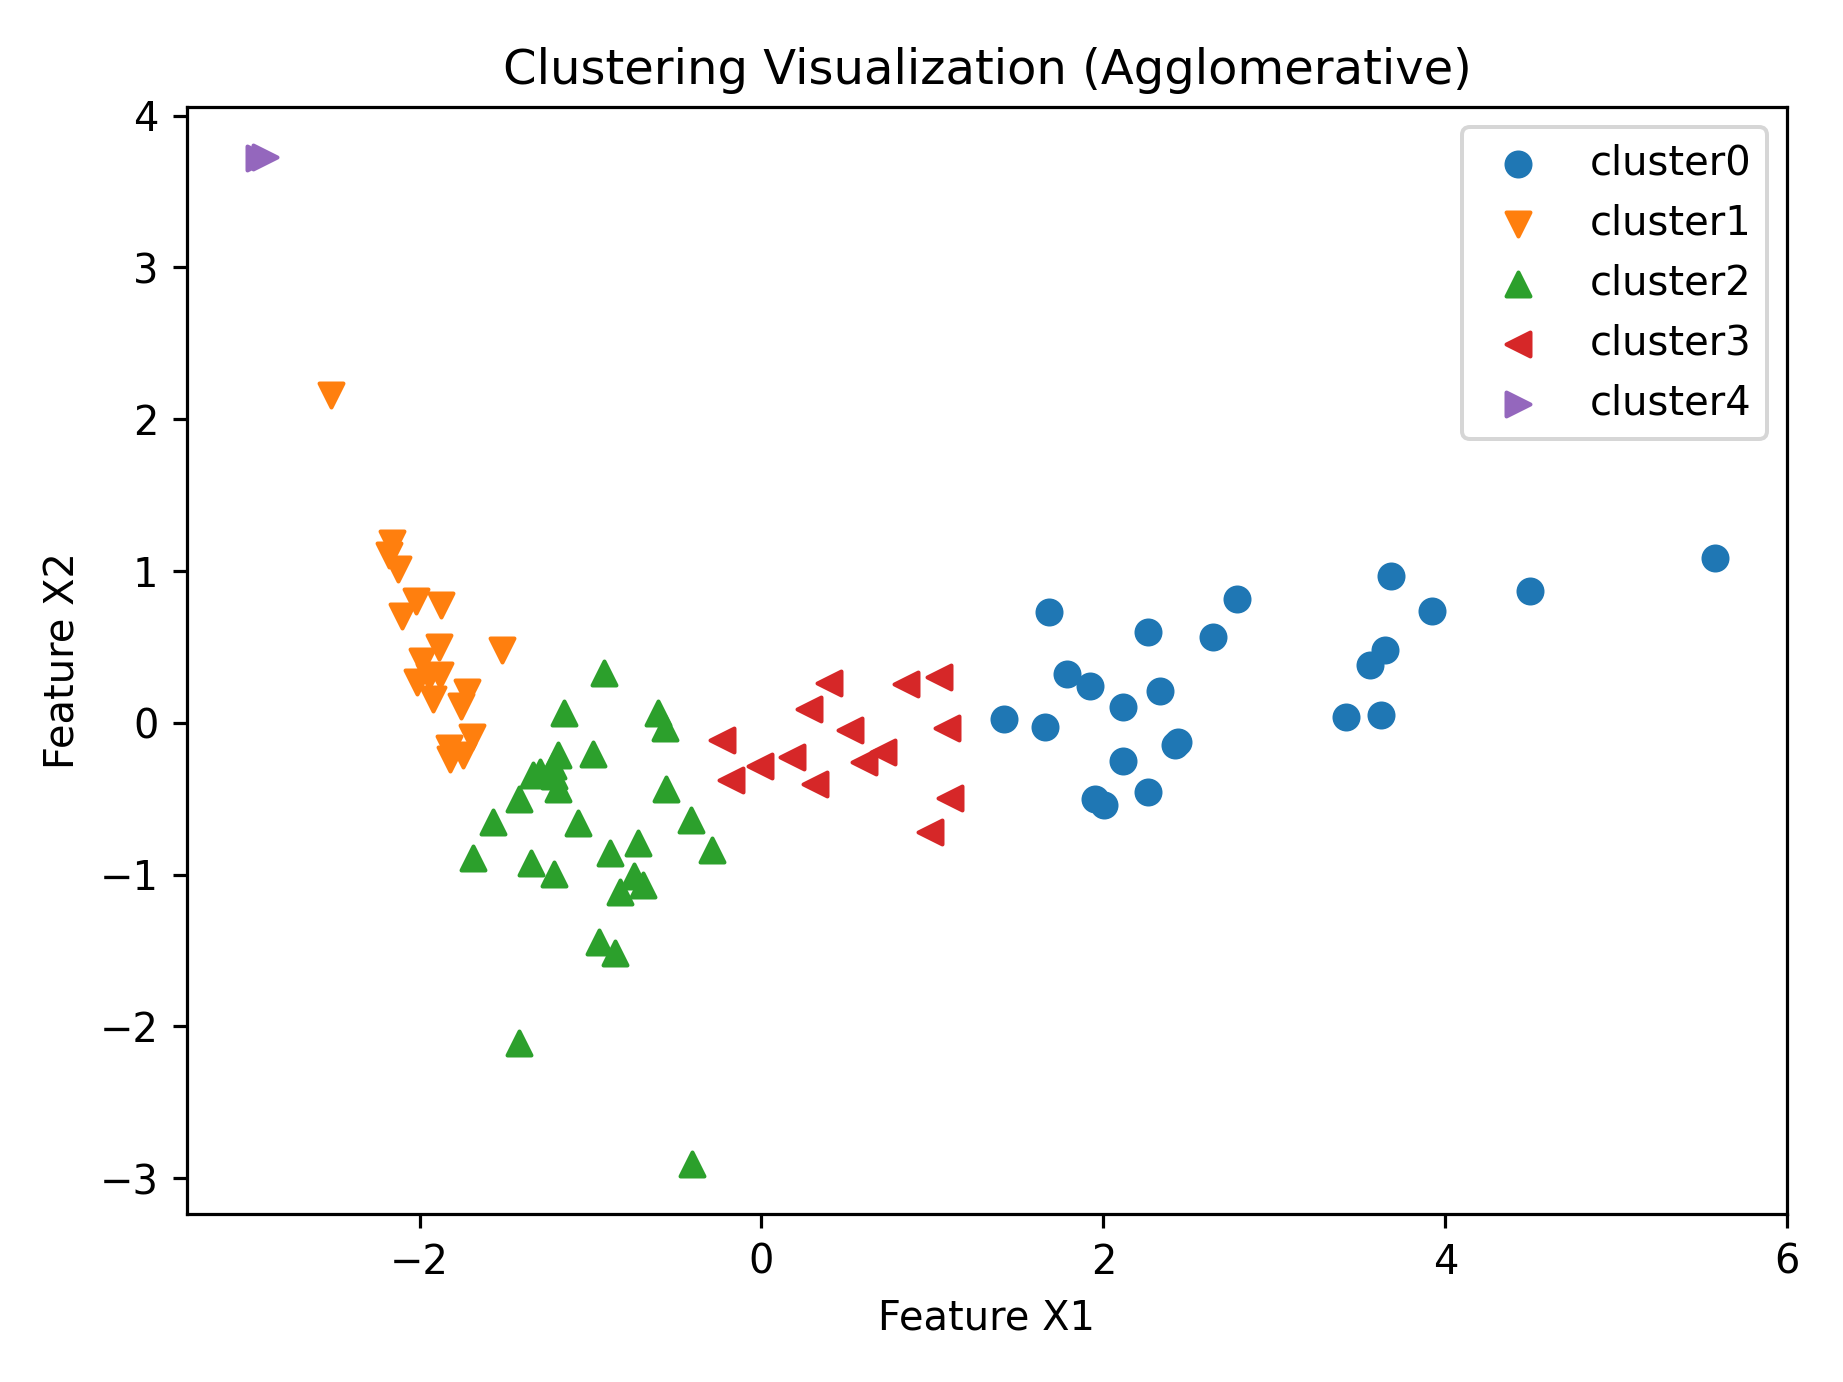 Clustering Visualization (Agglomerative)
4
3
2
1
0
−1
−2
−3
Feature X2
cluster0
cluster1
cluster2
cluster3
cluster4
−2 0 2 4 6
Feature X1